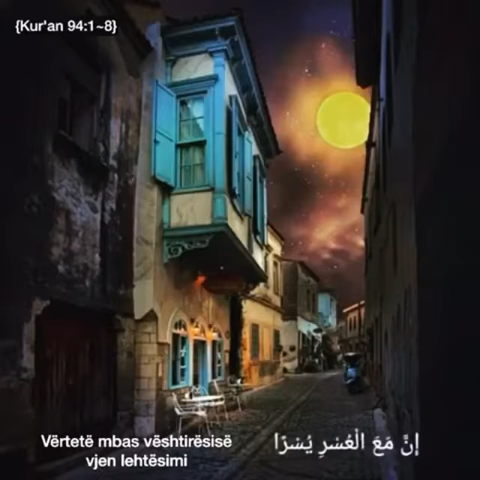 {Kur'an 94:1~8}
Vërtetë mbas vështirësisë
vjen lehtësimi
إِنَّ مَعَ الْعُسْرِ يُسْرًا